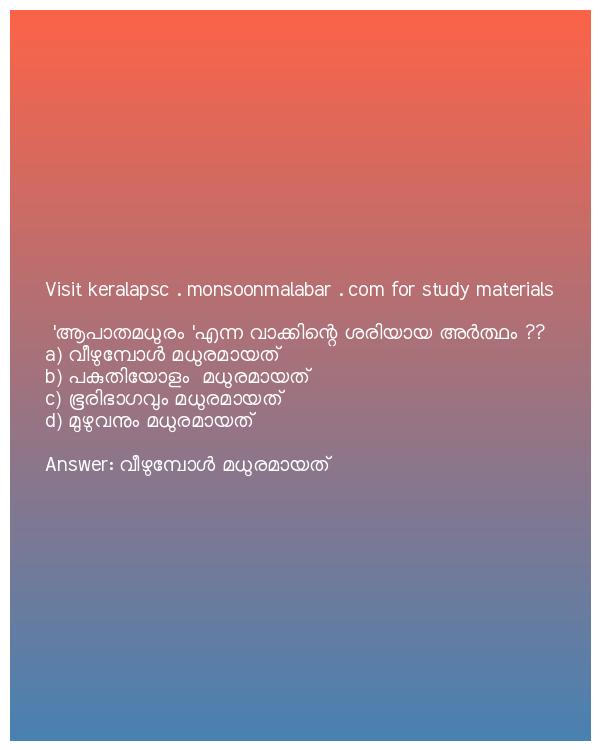 Visit keralapsc . monsoonmalabar . com for study materials
'ആപാതമധുരം 'എന്ന വാക്കിന്റെ ശരിയായ അർത്ഥം ??
a) വീഴുമ്പോൾ മധുരമായത്
b) പകുതിയോളം  മധുരമായത്
c) ഭൂരിഭാഗവും മധുരമായത്
d) മുഴുവനും മധുരമായത്
Answer: വീഴുമ്പോൾ മധുരമായത്